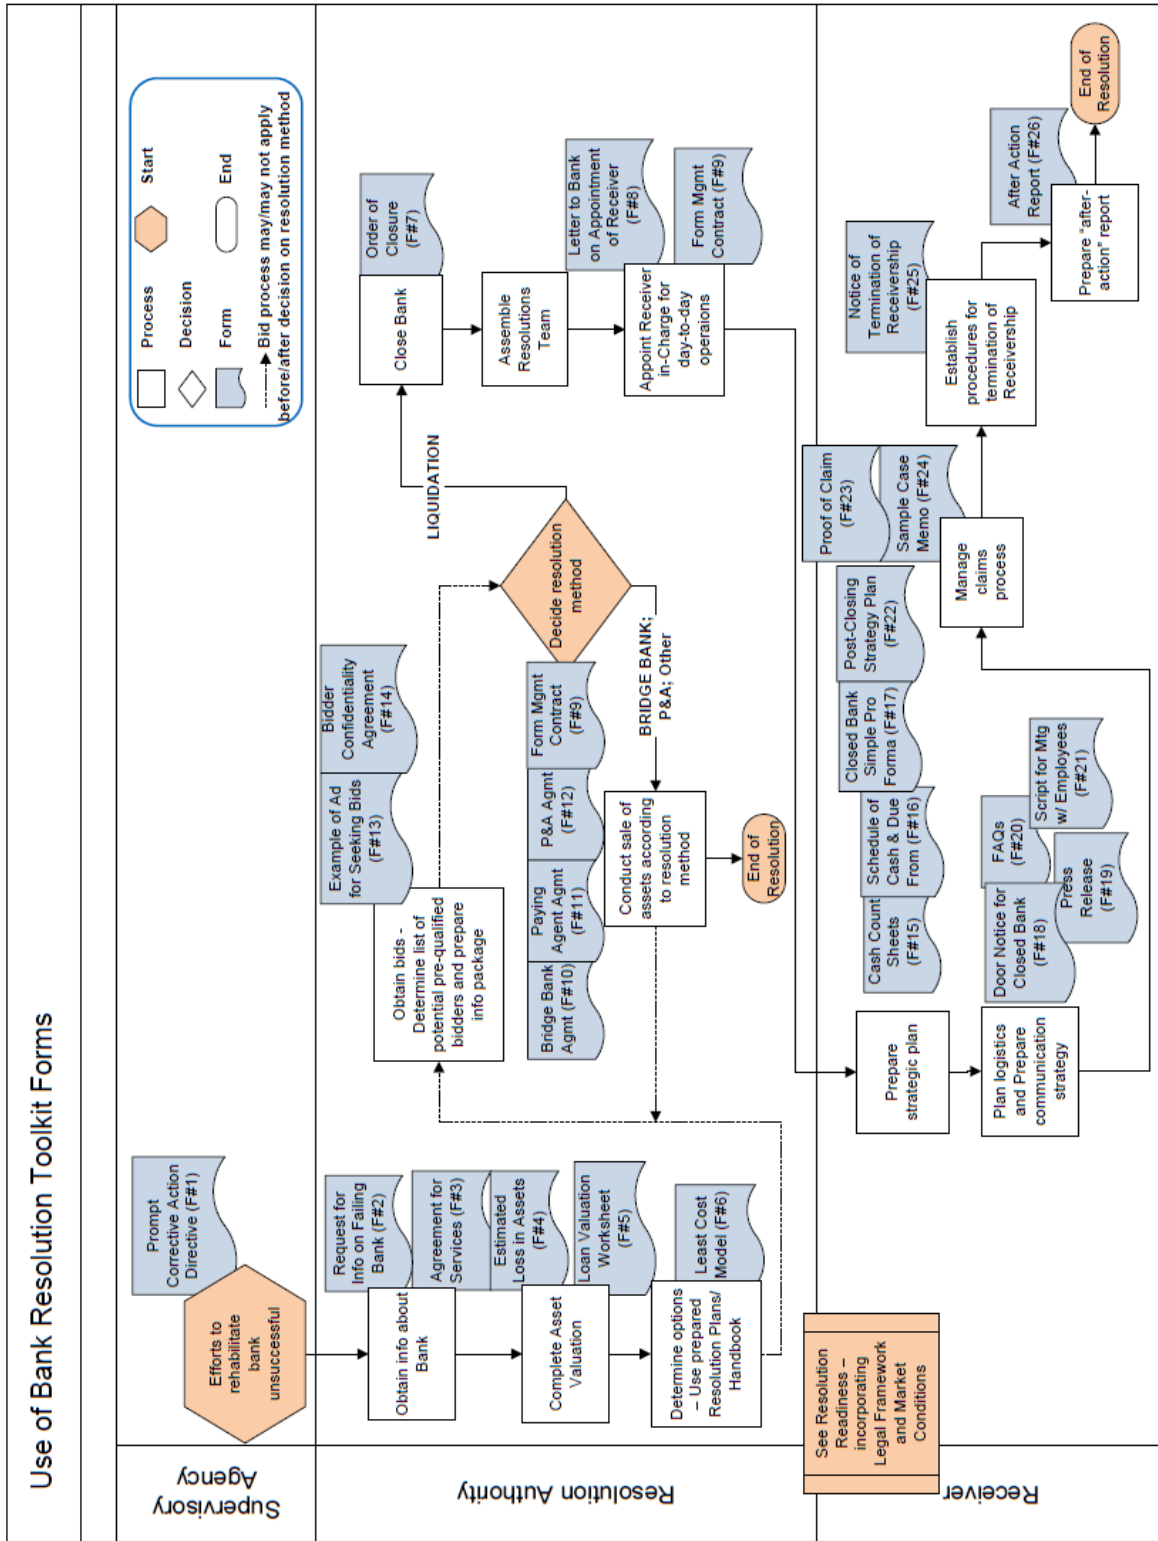 Use of Bank Resolution Toolkit Forms
Supervisory
Agency
Efforts to
rehabilitate
bank
unsuccessful
Prompt
Corrective Action
Directive (F#1)
Process
Start
Decision
Form
End
Bid process may/may not apply
before/after decision on resolution method
Resolution Authority
Obtain info about
Bank
Request for
Info on Failing
Bank (F#2)
Agreement for
Services (F#3)
Complete Asset
Valuation
Estimated
Loss in Assets
(F#4)
Loan Valuation
Worksheet
(F#5)
Determine options
– Use prepared
Resolution Plans/
Handbook
Least Cost
Model (F#6)
Obtain bids -
Determine list of
potential pre-qualified
bidders and prepare
info package
Example of Ad
for Seeking Bids
(F#13)
Bidder
Confidentiality
Agreement
(F#14)
Decide resolution
method
LIQUIDATION
BRIDGE BANK;
P&A; Other
Bridge Bank
Agmt (F#10)
Paying
Agent Agmt
(F#11)
P&A Agmt
(F#12)
Form Mgmt
Contract
(F#9)
Conduct sale of
assets according
to resolution
method
End of
Resolution
Close Bank
Order of
Closure
(F#7)
Assemble
Resolutions
Team
Appoint Receiver
in-Charge for
day-to-day
operaions
Letter to Bank
on Appointment
of Receiver
(F#8)
Form Mgmt
Contract (F#9)
Receiver
See Resolution
Readiness –
incorporating
Legal Framework
and Market
Conditions
Prepare
strategic plan
Cash Count
Sheets
(F#15)
Schedule of
Cash & Due
From (F#16)
Closed Bank
Simple Pro
Forma (F#17)
Post-Closing
Strategy Plan
(F#22)
Plan logistics
and Prepare
communication
strategy
Door Notice for
Closed Bank
(F#18)
FAQs
(F#20)
Press
Release
(F#19)
Script for Mtg
w/ Employees
(F#21)
Manage
claims
process
Proof of Claim
(F#23)
Sample Case
Memo (F#24)
Establish
procedures for
termination of
Receivership
Notice of
Termination of
Receivership
(F#25)
Prepare “after-
action” report
After Action
Report (F#26)
End of
Resolution